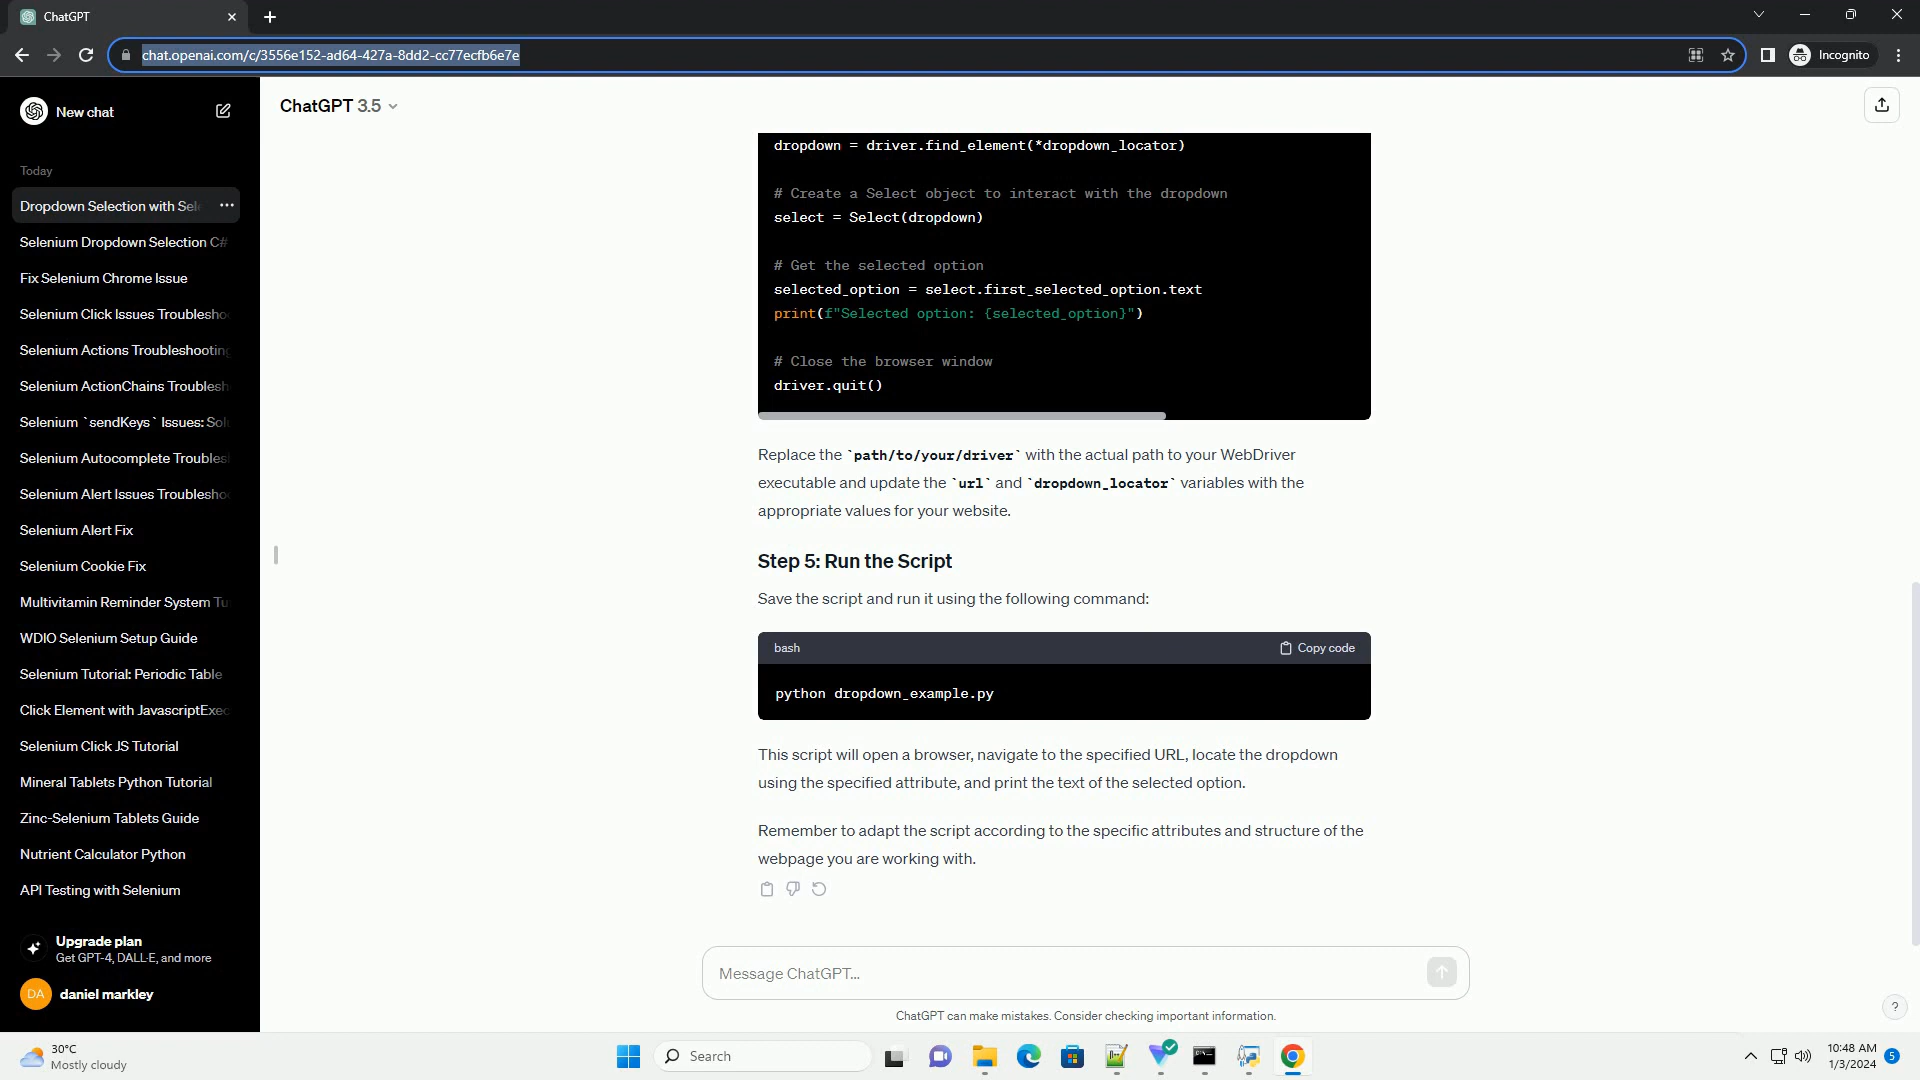 ChatGPT
chat.openai.com/c/3556e152-ad64-427a-8dd2-cc77ecfb6e7e
Incognito
New chat
Today
Dropdown Selection with Sele
Selenium Dropdown Selection C#
Fix Selenium Chrome Issue
Selenium Click Issues Troubleshoo
Selenium Actions Troubleshooting
Selenium ActionChains Troublesh
Selenium `sendKeys` Issues: Solu
Selenium Autocomplete Troubles
Selenium Alert Issues Troubleshoo
Selenium Alert Fix
Selenium Cookie Fix
Multivitamin Reminder System Tu
WDIO Selenium Setup Guide
Selenium Tutorial: Periodic Table
Click Element with JavascriptExec
Selenium Click JS Tutorial
Mineral Tablets Python Tutorial
Zinc-Selenium Tablets Guide
Nutrient Calculator Python
API Testing with Selenium
Upgrade plan
Get GPT-4, DALL·E, and more
DA
daniel markley
ChatGPT 3.5
dropdown = driver.find_element(*dropdown_locator)
# Create a Select object to interact with the dropdown
select = Select(dropdown)
# Get the selected option
selected_option = select.first_selected_option.text
print(f"Selected option: {selected_option}")
# Close the browser window
driver.quit()
Replace the `path/to/your/driver` with the actual path to your WebDriver
executable and update the `url` and `dropdown_locator` variables with the
appropriate values for your website.
Step 5: Run the Script
Save the script and run it using the following command:
bash
Copy code
python dropdown_example.py
This script will open a browser, navigate to the specified URL, locate the dropdown
using the specified attribute, and print the text of the selected option.
Remember to adapt the script according to the specific attributes and structure of the
webpage you are working with.
Message ChatGPT...
ChatGPT can make mistakes. Consider checking important information.
?
30°C
Mostly cloudy
Search
10:48 AM
1/3/2024
5